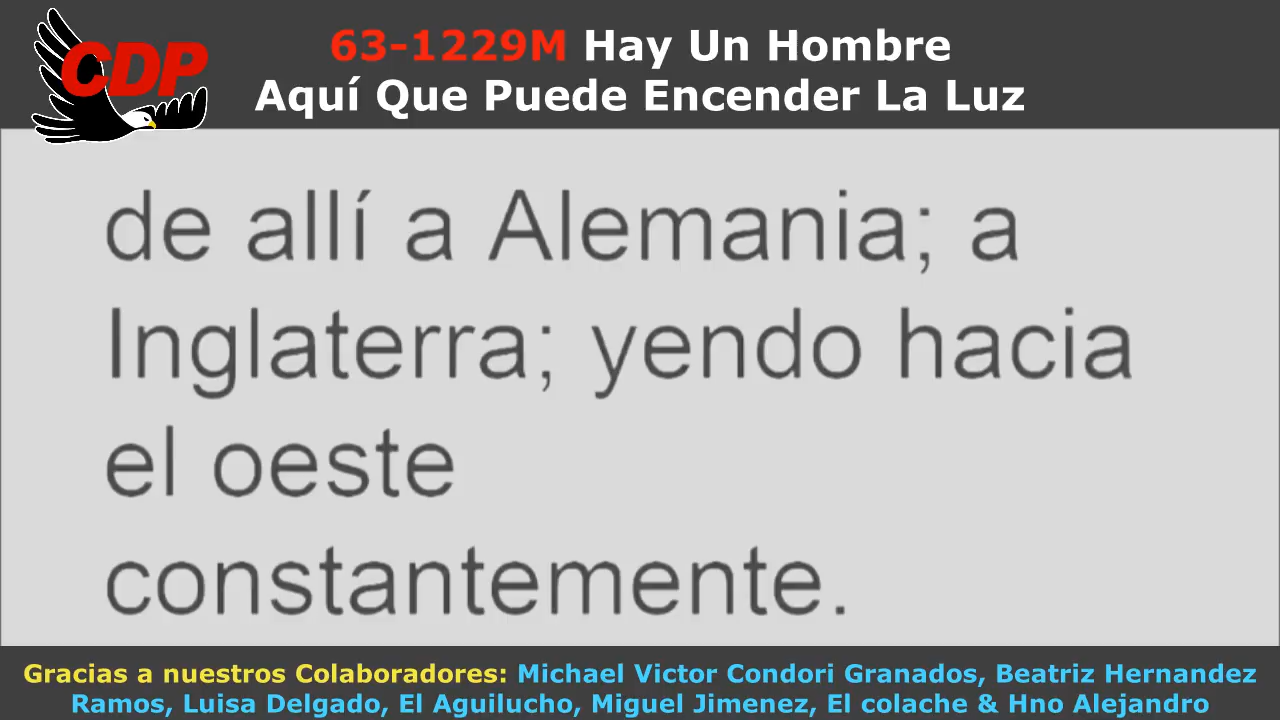 CDP
63-1229M Hay Un Hombre
Aquí Que Puede Encender La Luz
de allí a Alemania; a
Inglaterra; yendo hacia
el oeste
constantemente.
Gracias a nuestros Colaboradores: Michael Victor Condori Granados, Beatriz Hernandez
Ramos, Luisa Delgado, El Aguilucho, Miguel Jimenez, El colache & Hno Alejandro